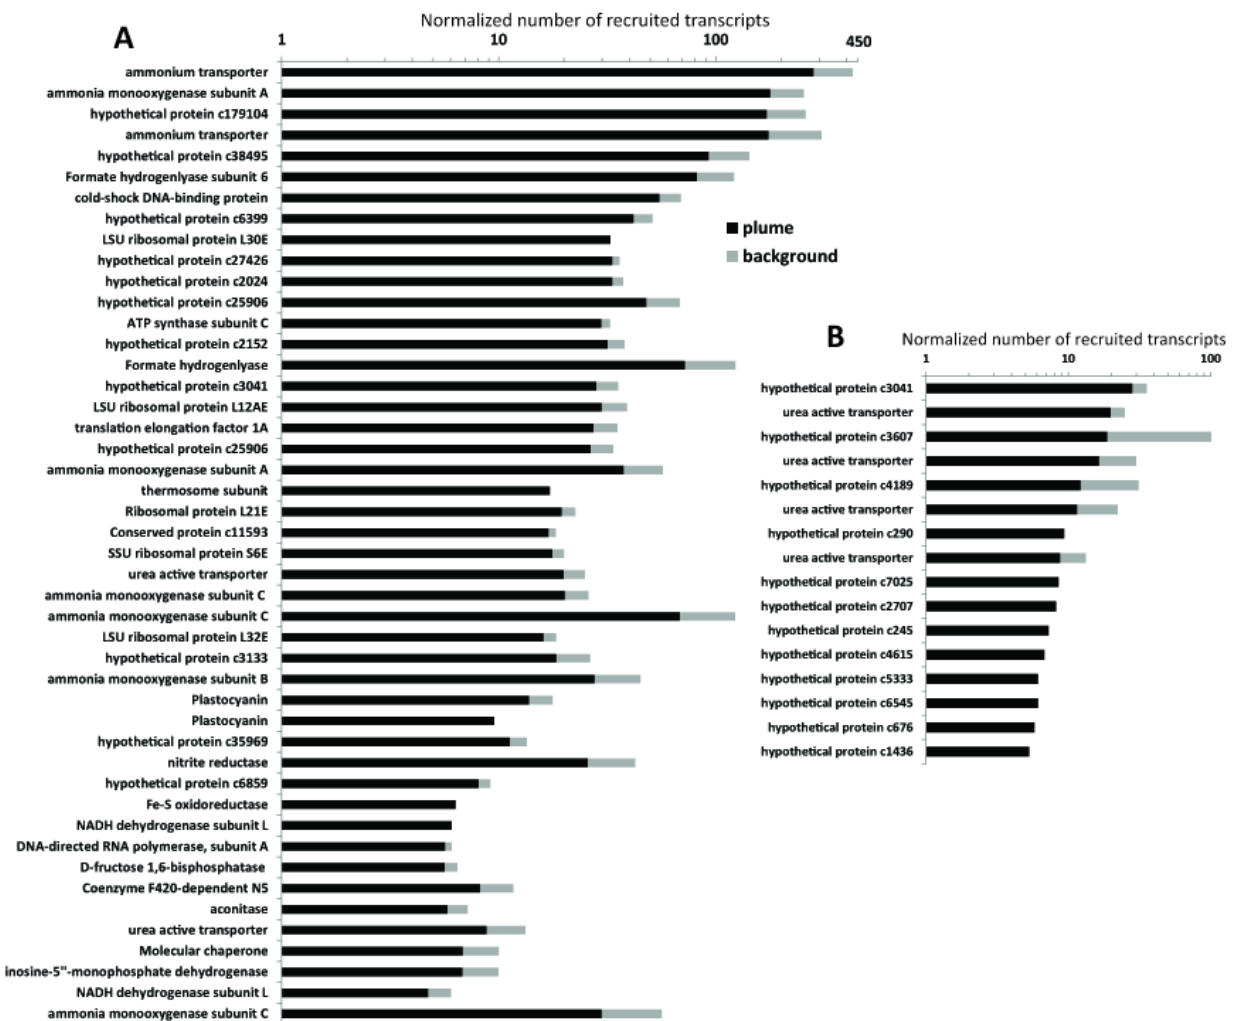 A
Normalized number of recruited transcripts
1 10 100 450
ammonium transporter
ammonia monooxygenase subunit A
hypothetical protein c179104
ammonium transporter
hypothetical protein c38495
Formate hydrogenlyase subunit 6
cold-shock DNA-binding protein
hypothetical protein c6399
LSU ribosomal protein L30E
hypothetical protein c27426
hypothetical protein c2024
hypothetical protein c25906
ATP synthase subunit C
hypothetical protein c2152
Formate hydrogenlyase
hypothetical protein c3041
LSU ribosomal protein L12AE
translation elongation factor 1A
hypothetical protein c25906
ammonia monooxygenase subunit A
thermosome subunit
Ribosomal protein L21E
Conserved protein c11593
SSU ribosomal protein S6E
urea active transporter
ammonia monooxygenase subunit C
ammonia monooxygenase subunit C
LSU ribosomal protein L32E
hypothetical protein c3133
ammonia monooxygenase subunit B
Plastocyanin
Plastocyanin
hypothetical protein c35969
nitrite reductase
hypothetical protein c6859
Fe-S oxidoreductase
NADH dehydrogenase subunit L
DNA-directed RNA polymerase, subunit A
D-fructose 1,6-bisphosphatase
Coenzyme F420-dependent N5
aconitase
urea active transporter
Molecular chaperone
inosine-5"-monophosphate dehydrogenase
NADH dehydrogenase subunit L
ammonia monooxygenase subunit C
plume
background
B
Normalized number of recruited transcripts
1 10 100
hypothetical protein c3041
urea active transporter
hypothetical protein c3607
urea active transporter
hypothetical protein c4189
urea active transporter
hypothetical protein c290
urea active transporter
hypothetical protein c7025
hypothetical protein c2707
hypothetical protein c245
hypothetical protein c4615
hypothetical protein c5333
hypothetical protein c6545
hypothetical protein c676
hypothetical protein c1436